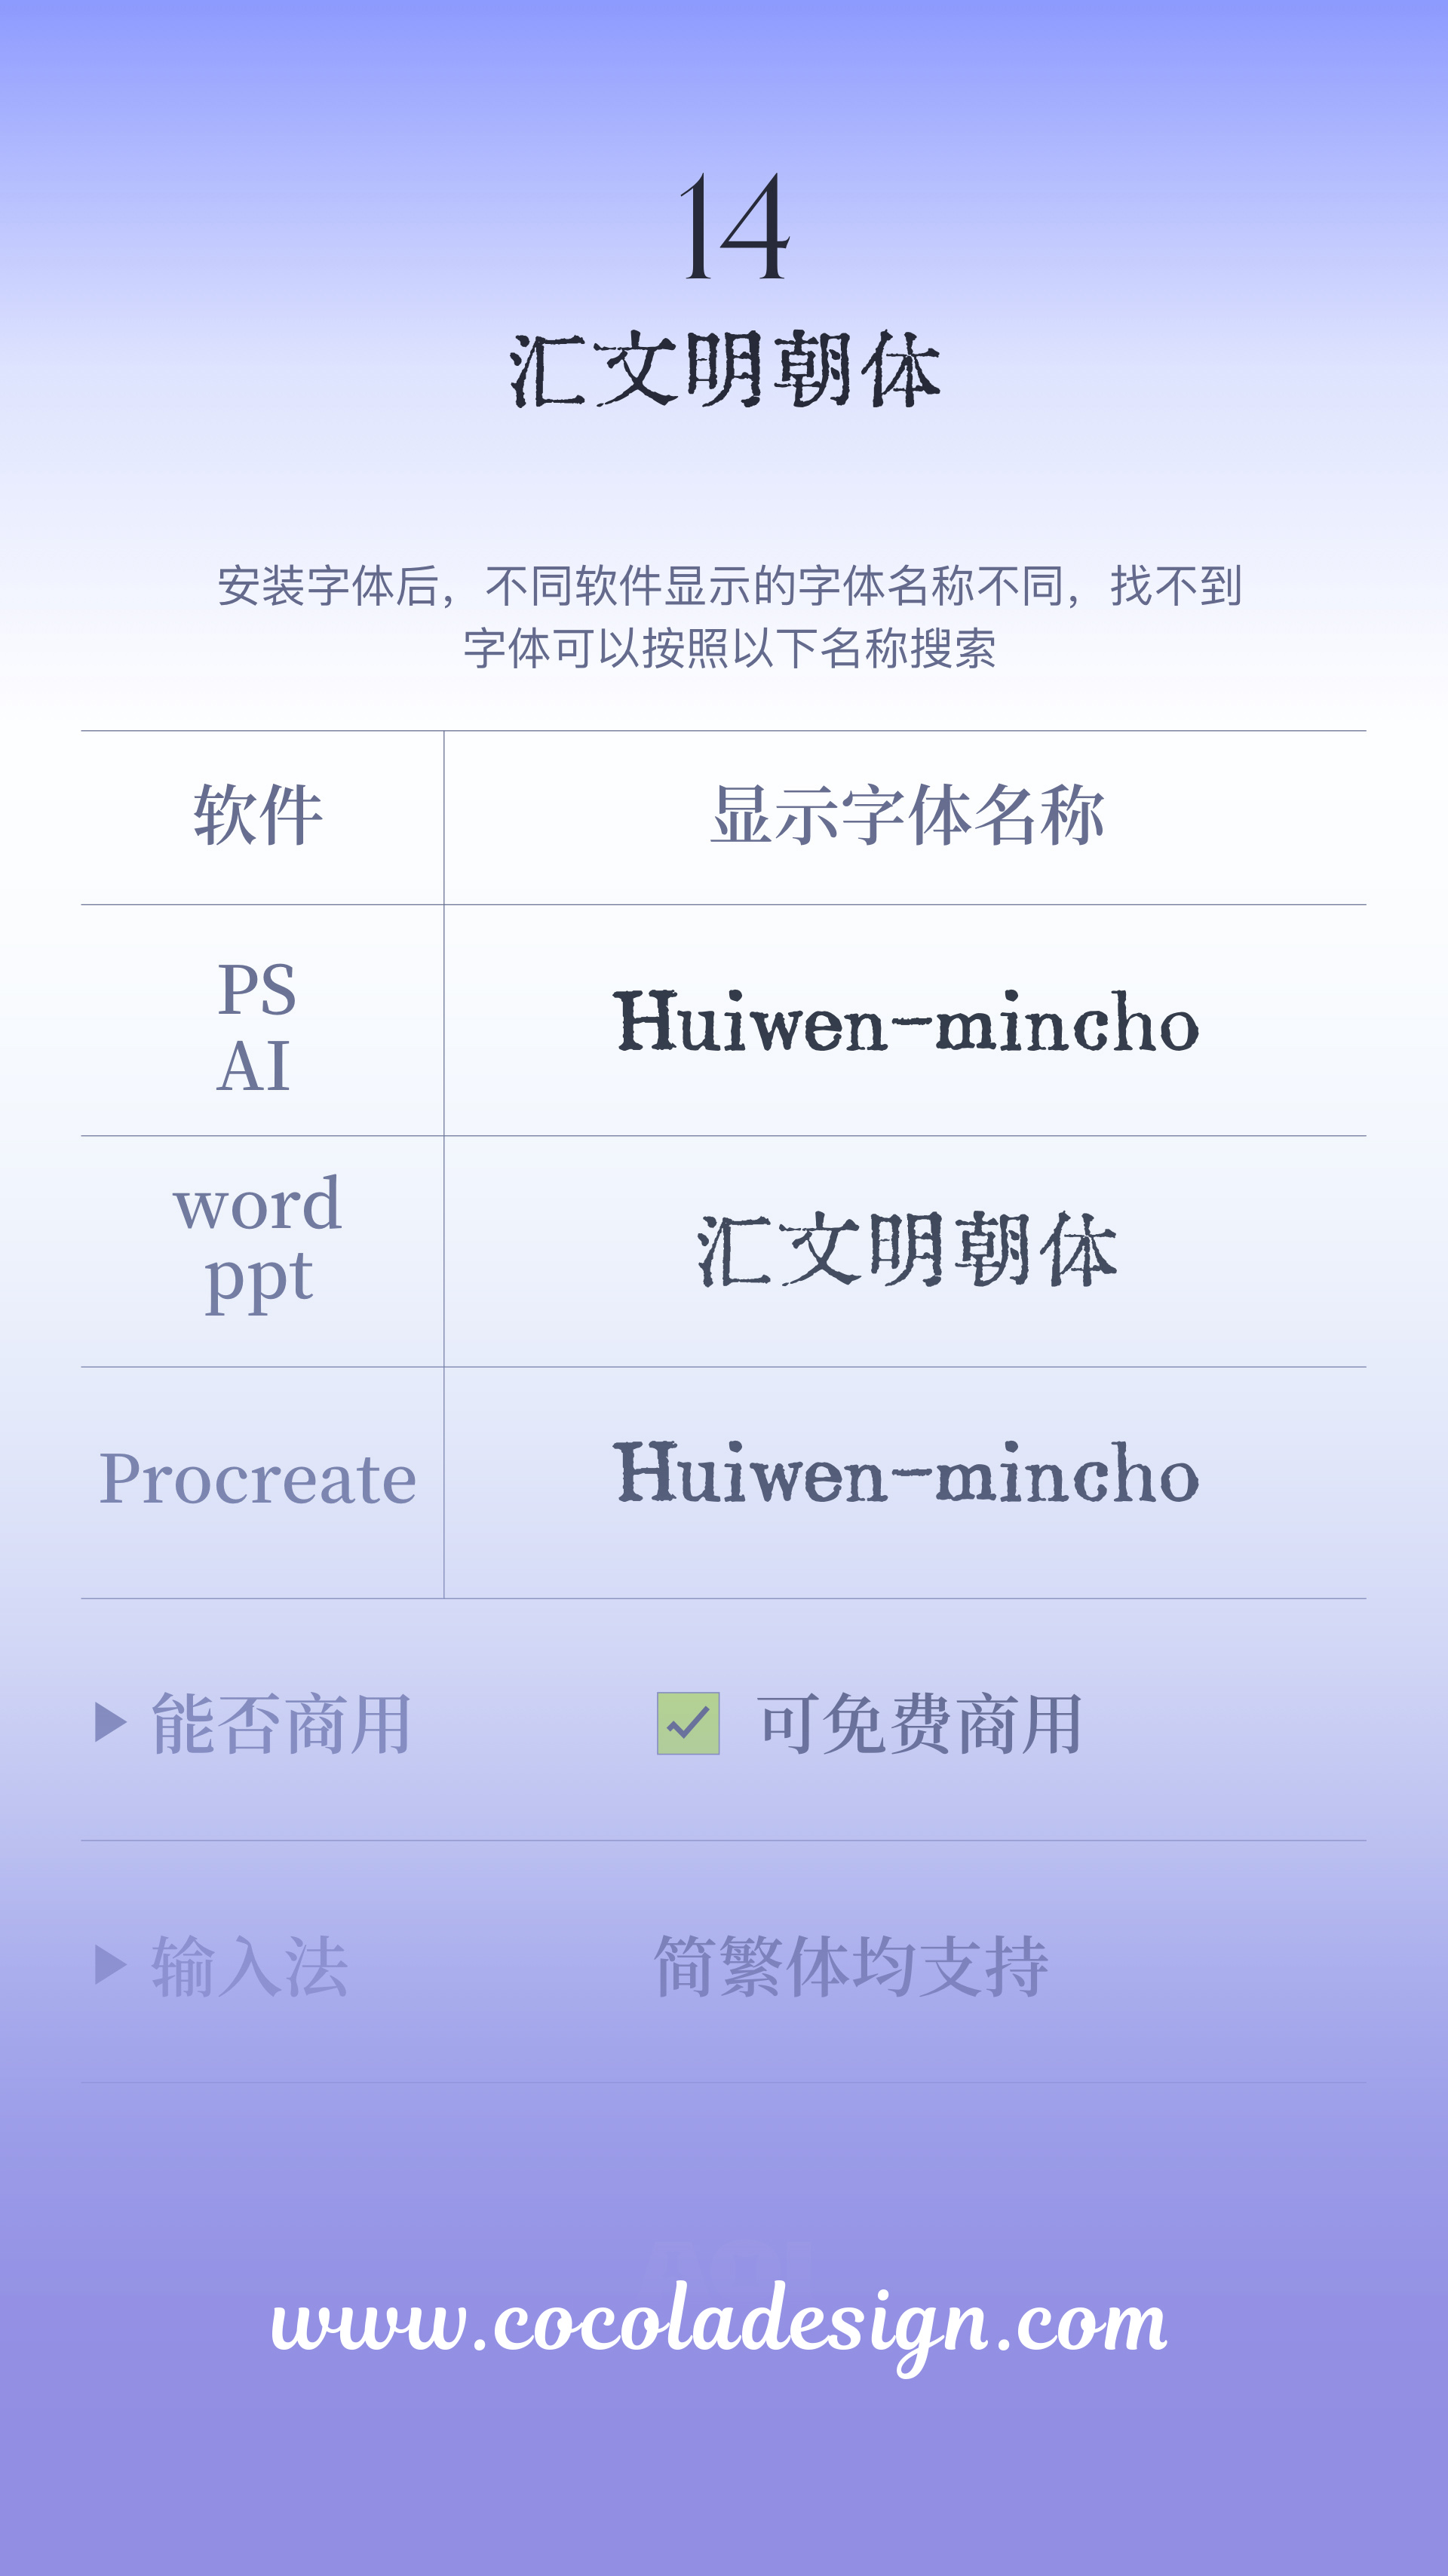 14
汇文明朝体
安装字体后，不同软件显示的字体名称不同，找不到
字体可以按照以下名称搜索
软件
显示字体名称
PS
AI
Huiwen-mincho
word
ppt
汇文明朝体
Procreate
Huiwen-mincho
能否商用
可免费商用
输入法
简繁体均支持
www.cocoladesign.com